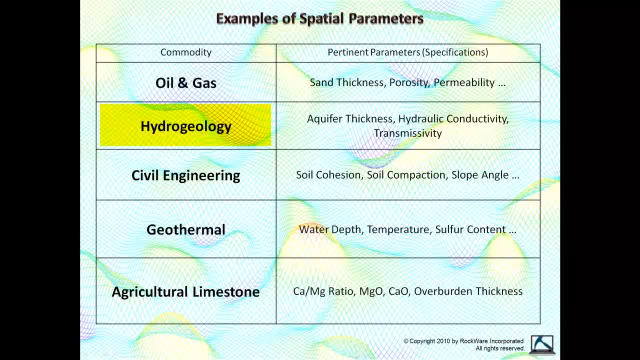 Examples of Spatial Parameters
Commodity
Pertinent Parameters (Specifications)
Oil & Gas
Sand Thickness, Porosity, Permeability ...
Hydrogeology
Aquifer Thickness, Hydraulic Conductivity,
Transmissivity
Civil Engineering
Soil Cohesion, Soil Compaction, Slope Angle ...
Geothermal
Water Depth, Temperature, Sulfur Content ...
Agricultural Limestone
Ca/Mg Ratio, MgO, CaO, Overburden Thickness
© Copyright 2010 by RockWare Incorporated
All rights reserved.